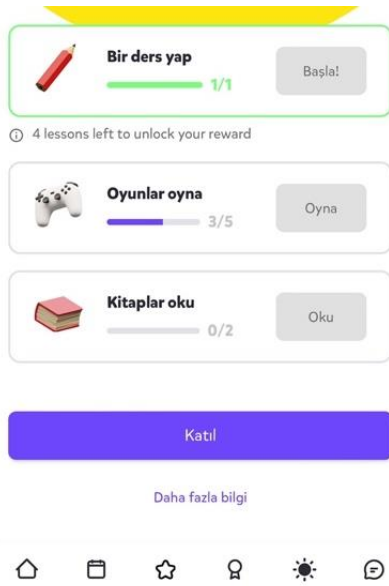 Bir ders yap
Başla!
1/1
4 lessons left to unlock your reward
Oyunlar oyna
Oyna
3/5
Kitaplar oku
Oku
0/2
Katıl
Daha fazla bilgi